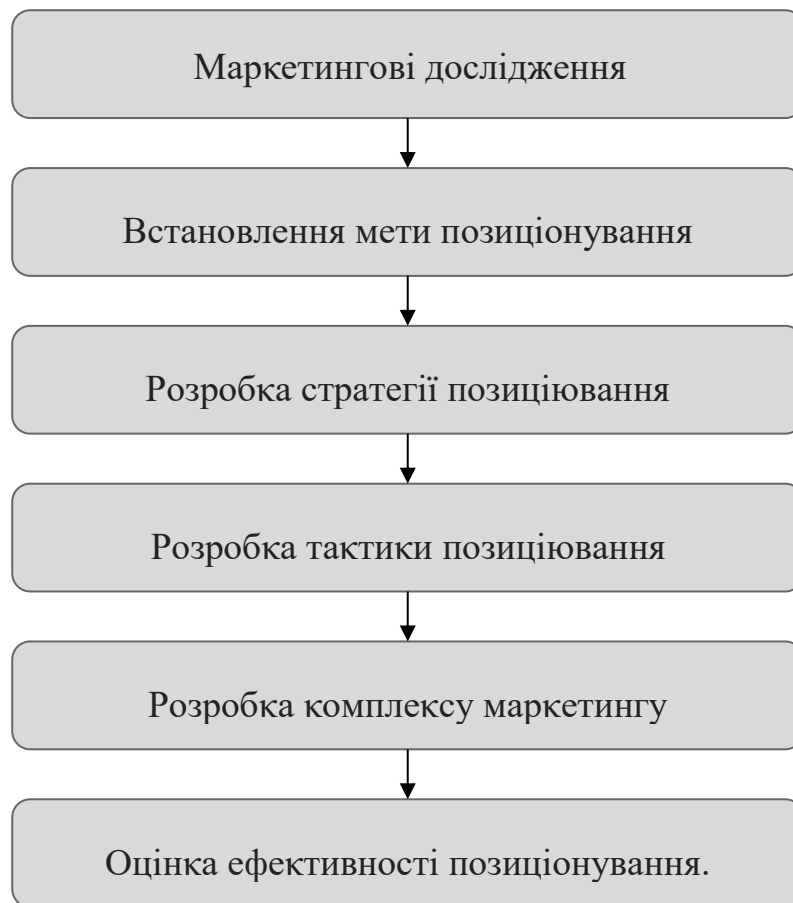 Маркетингові дослідження
Встановлення мети позиціонування
Розробка стратегії позиціювання
Розробка тактики позиціювання
Розробка комплексу маркетингу
Оцінка ефективності позиціонування.